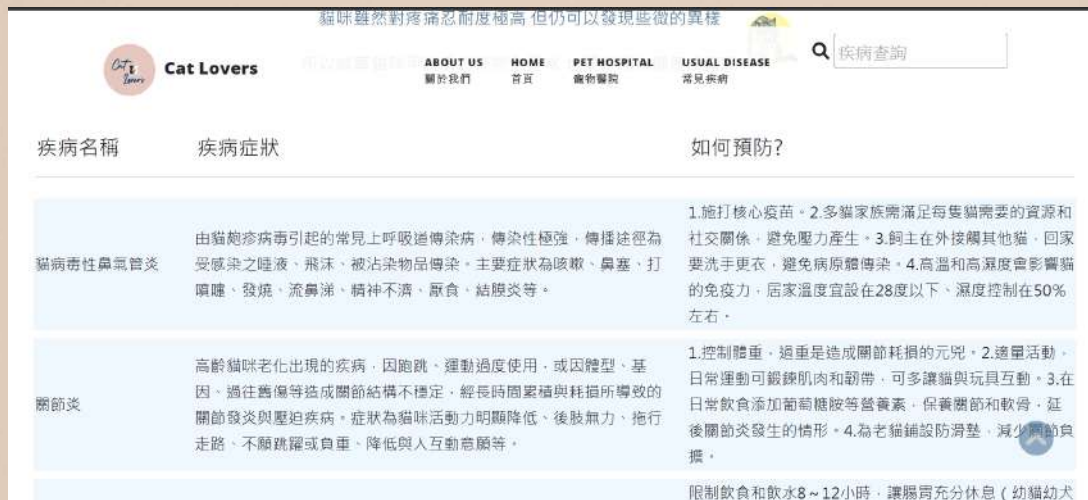 貓咪雖然對疼痛忍耐度極高 但仍可以發現些微的異樣
Cat Lovers
Cat Lovers
ABOUT US
關於我們
HOME
首頁
PET HOSPITAL
寵物醫院
USUAL DISEASE
常見疾病
疾病查詢
疾病名稱
疾病症狀
如何預防?
貓病毒性鼻氣管炎
由貓皰疹病毒引起的常見上呼吸道傳染病，傳染性極強，傳播途徑為
受感染之唾液、飛沫、被沾染物品傳染。主要症狀為咳嗽、鼻塞、打
噴嚏、發燒、流鼻涕、精神不濟、厭食、結膜炎等。
1.施打核心疫苗。2.多貓家族需滿足每隻貓需要的資源和
社交關係，避免壓力產生。3.飼主在外接觸其他貓，回家
要洗手更衣，避免病原體傳染。4.高溫和高濕度會影響貓
的免疫力，居家溫度宜設在28度以下、濕度控制在50%
左右。
關節炎
高齡貓咪老化出現的疾病，因跑跳、運動過度使用，或因體型、基
因、過往舊傷等造成關節結構不穩定，經長時間累積與耗損所導致的
關節發炎與壓迫疾病。症狀為貓咪活動力明顯降低、後肢無力、拖行
走路、不願跳躍或負重、降低與人互動意願等。
1.控制體重，過重是造成關節耗損的元兇。2.適量活動，
日常運動可鍛鍊肌肉和韌帶，可多讓貓與玩具互動。3.在
日常飲食添加葡萄糖胺等營養素，保養關節和軟骨，延
後關節炎發生的情形。4.為老貓鋪設防滑墊，減少關節負
擔。
限制飲食和飲水8~12小時，讓腸胃充分休息（幼貓幼犬